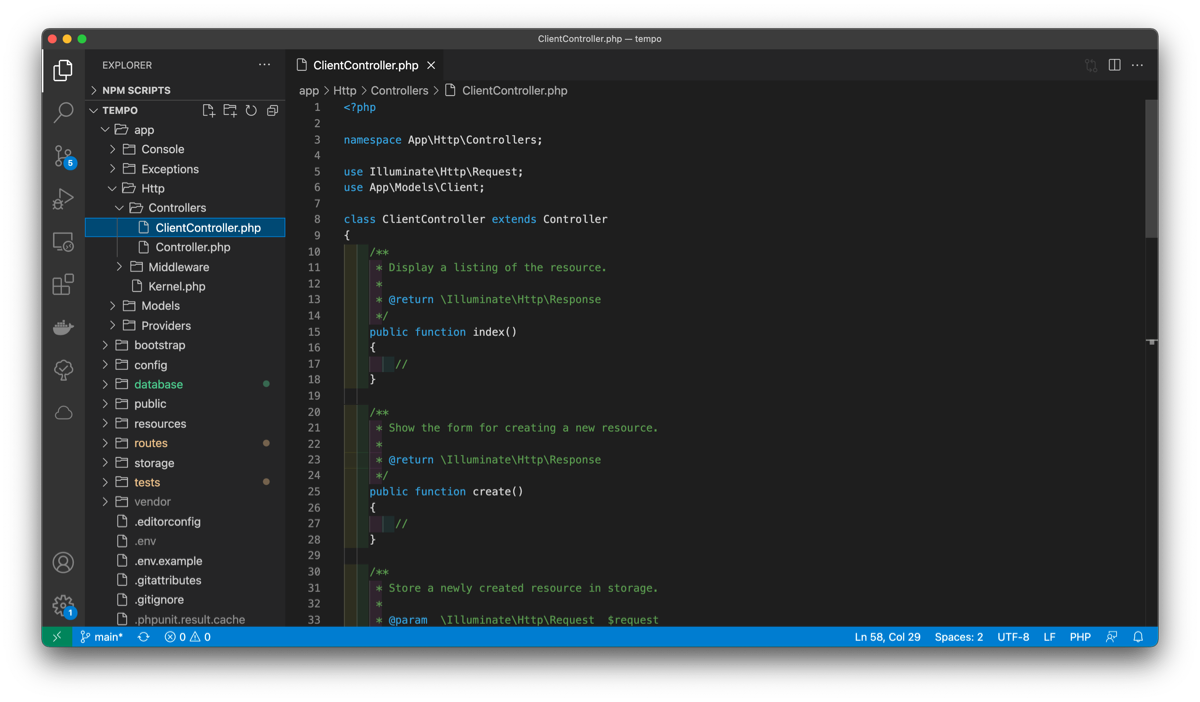 ClientController.php — tempo
EXPLORER
ClientController.php
NPM SCRIPTS
TEMPO
app
Console
Exceptions
Http
Controllers
ClientController.php
Controller.php
Middleware
Kernel.php
Models
Providers
bootstrap
config
database
public
resources
routes
storage
tests
vendor
.editorconfig
.env
.env.example
.gitattributes
.gitignore
.phpunit.result.cache
5
1
app > Http > Controllers > ClientController.php
1 <?php
2
3 namespace App\Http\Controllers;
4
5 use Illuminate\Http\Request;
6 use App\Models\Client;
7
8 class ClientController extends Controller
9 {
10 /**
11 * Display a listing of the resource.
12 *
13 * @return \Illuminate\Http\Response
14 */
15 public function index()
16 {
17 //
18 }
19
20 /**
21 * Show the form for creating a new resource.
22 *
23 * @return \Illuminate\Http\Response
24 */
25 public function create()
26 {
27 //
28 }
29
30 /**
31 * Store a newly created resource in storage.
32 *
33 * @param \Illuminate\Http\Request $request
main* 0 0 Ln 58, Col 29 Spaces: 2 UTF-8 LF PHP